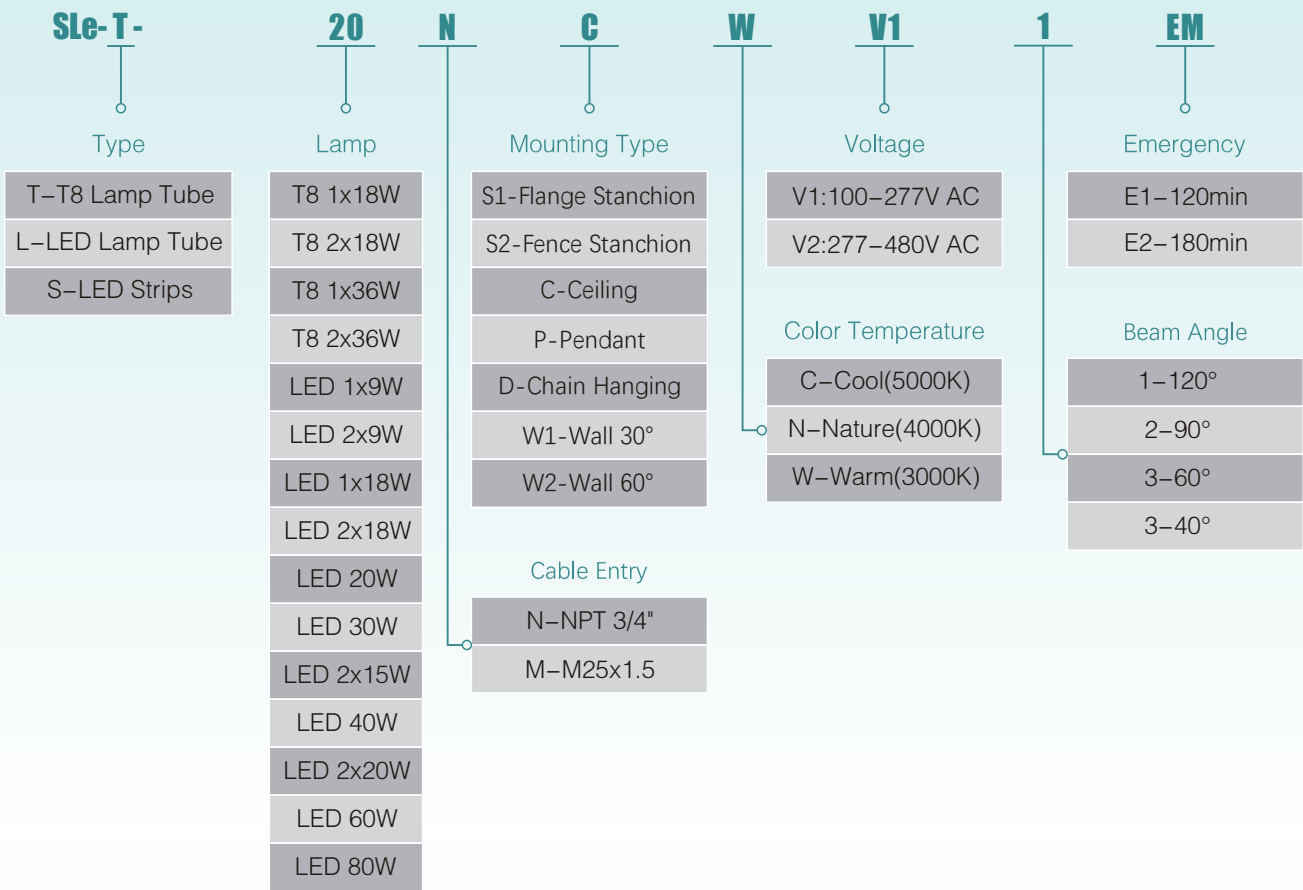 SLe-T- 20 N C W V1 1 EM
Type
T–T8 Lamp Tube
L–LED Lamp Tube
S–LED Strips
Lamp
T8 1x18W
T8 2x18W
T8 1x36W
T8 2x36W
LED 1x9W
LED 2x9W
LED 1x18W
LED 2x18W
LED 20W
LED 30W
LED 2x15W
LED 40W
LED 2x20W
LED 60W
LED 80W
Mounting Type
S1-Flange Stanchion
S2-Fence Stanchion
C-Ceiling
P-Pendant
D-Chain Hanging
W1-Wall 30°
W2-Wall 60°
Cable Entry
N–NPT 3/4"
M–M25x1.5
Voltage
V1:100–277V AC
V2:277–480V AC
Color Temperature
C–Cool(5000K)
N–Nature(4000K)
W–Warm(3000K)
Emergency
E1–120min
E2–180min
Beam Angle
1–120°
2–90°
3–60°
3–40°